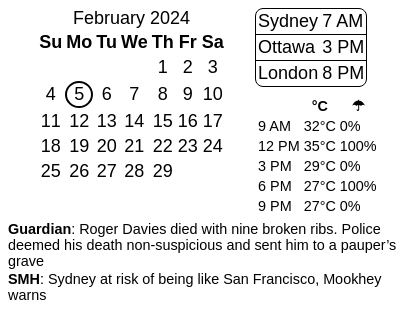 February 2024
Su Mo Tu We Th Fr Sa
1 2 3
4 5 6 7 8 9 10
11 12 13 14 15 16 17
18 19 20 21 22 23 24
25 26 27 28 29
Sydney 7 AM
Ottawa 3 PM
London 8 PM
°C ☂
9 AM 32°C 0%
12 PM 35°C 100%
3 PM 29°C 0%
6 PM 27°C 100%
9 PM 27°C 0%
Guardian: Roger Davies died with nine broken ribs. Police
deemed his death non-suspicious and sent him to a pauper's
grave
SMH: Sydney at risk of being like San Francisco, Mookhey
warns